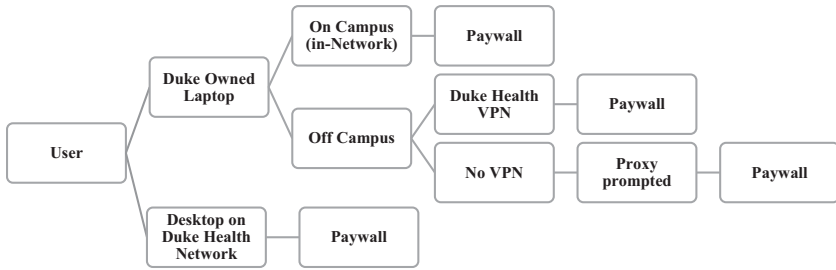 On Campus
(in-Network)
Paywall
Duke Owned
Laptop
Duke Health
VPN
Paywall
Off Campus
User
No VPN
Proxy
prompted
Paywall
Desktop on
Duke Health
Network
Paywall